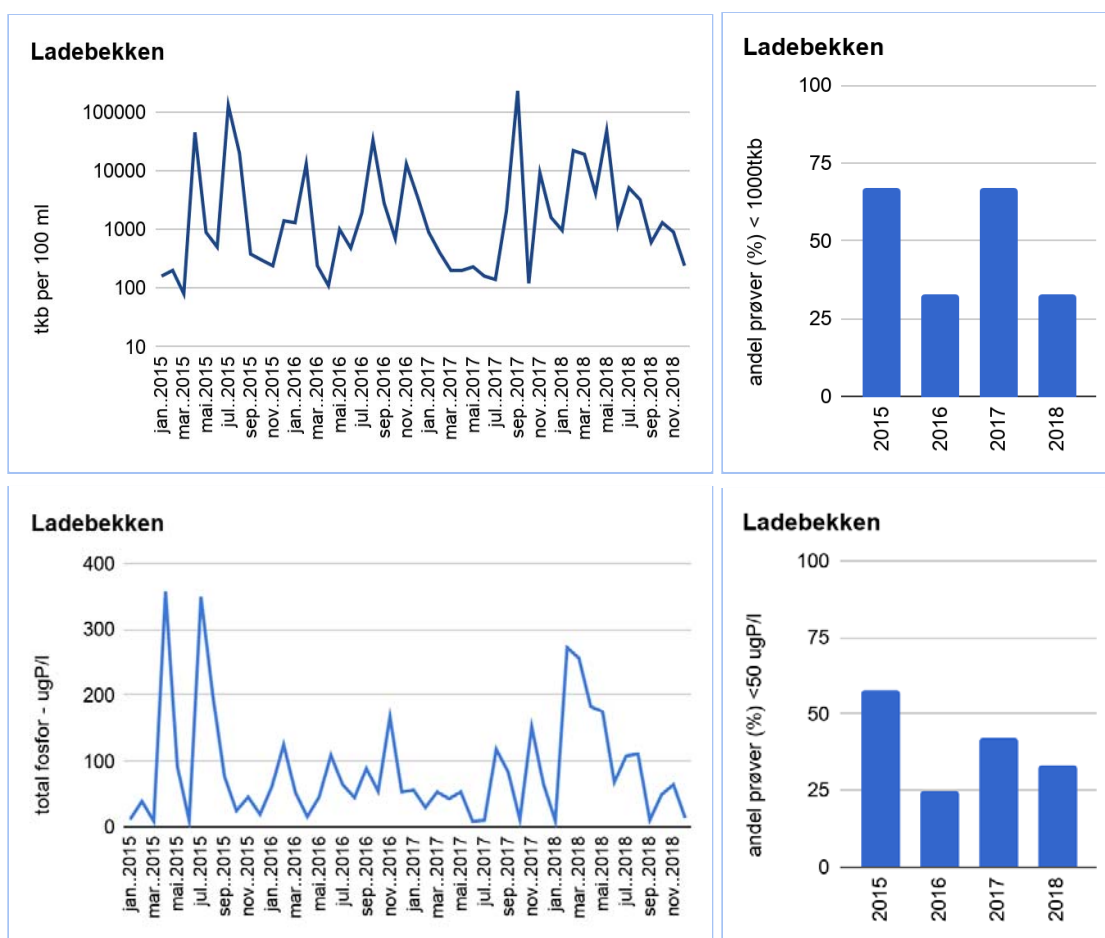 Ladebekken
tkb per 100 ml
100000
10000
1000
100
10
jan..2015
mar..2015
mai.2015
jul..2015
sep..2015
nov..2015
jan..2016
mar..2016
mai.2016
jul..2016
sep..2016
nov..2016
jan..2017
mar..2017
mai.2017
jul..2017
sep..2017
nov..2017
jan..2018
mar..2018
mai.2018
jul..2018
sep..2018
nov..2018
Ladebekken
andel prøver (%) < 1000tkb
100
75
50
25
0
2015
2016
2017
2018
Ladebekken
total fosfor - ugP/l
400
300
200
100
0
jan..2015
mar..2015
mai.2015
jul..2015
sep..2015
nov..2015
jan..2016
mar..2016
mai.2016
jul..2016
sep..2016
nov..2016
jan..2017
mar..2017
mai.2017
jul..2017
sep..2017
nov..2017
jan..2018
mar..2018
mai.2018
jul..2018
sep..2018
nov..2018
Ladebekken
andel prøver (%) <50 ugP/l
100
75
50
25
0
2015
2016
2017
2018